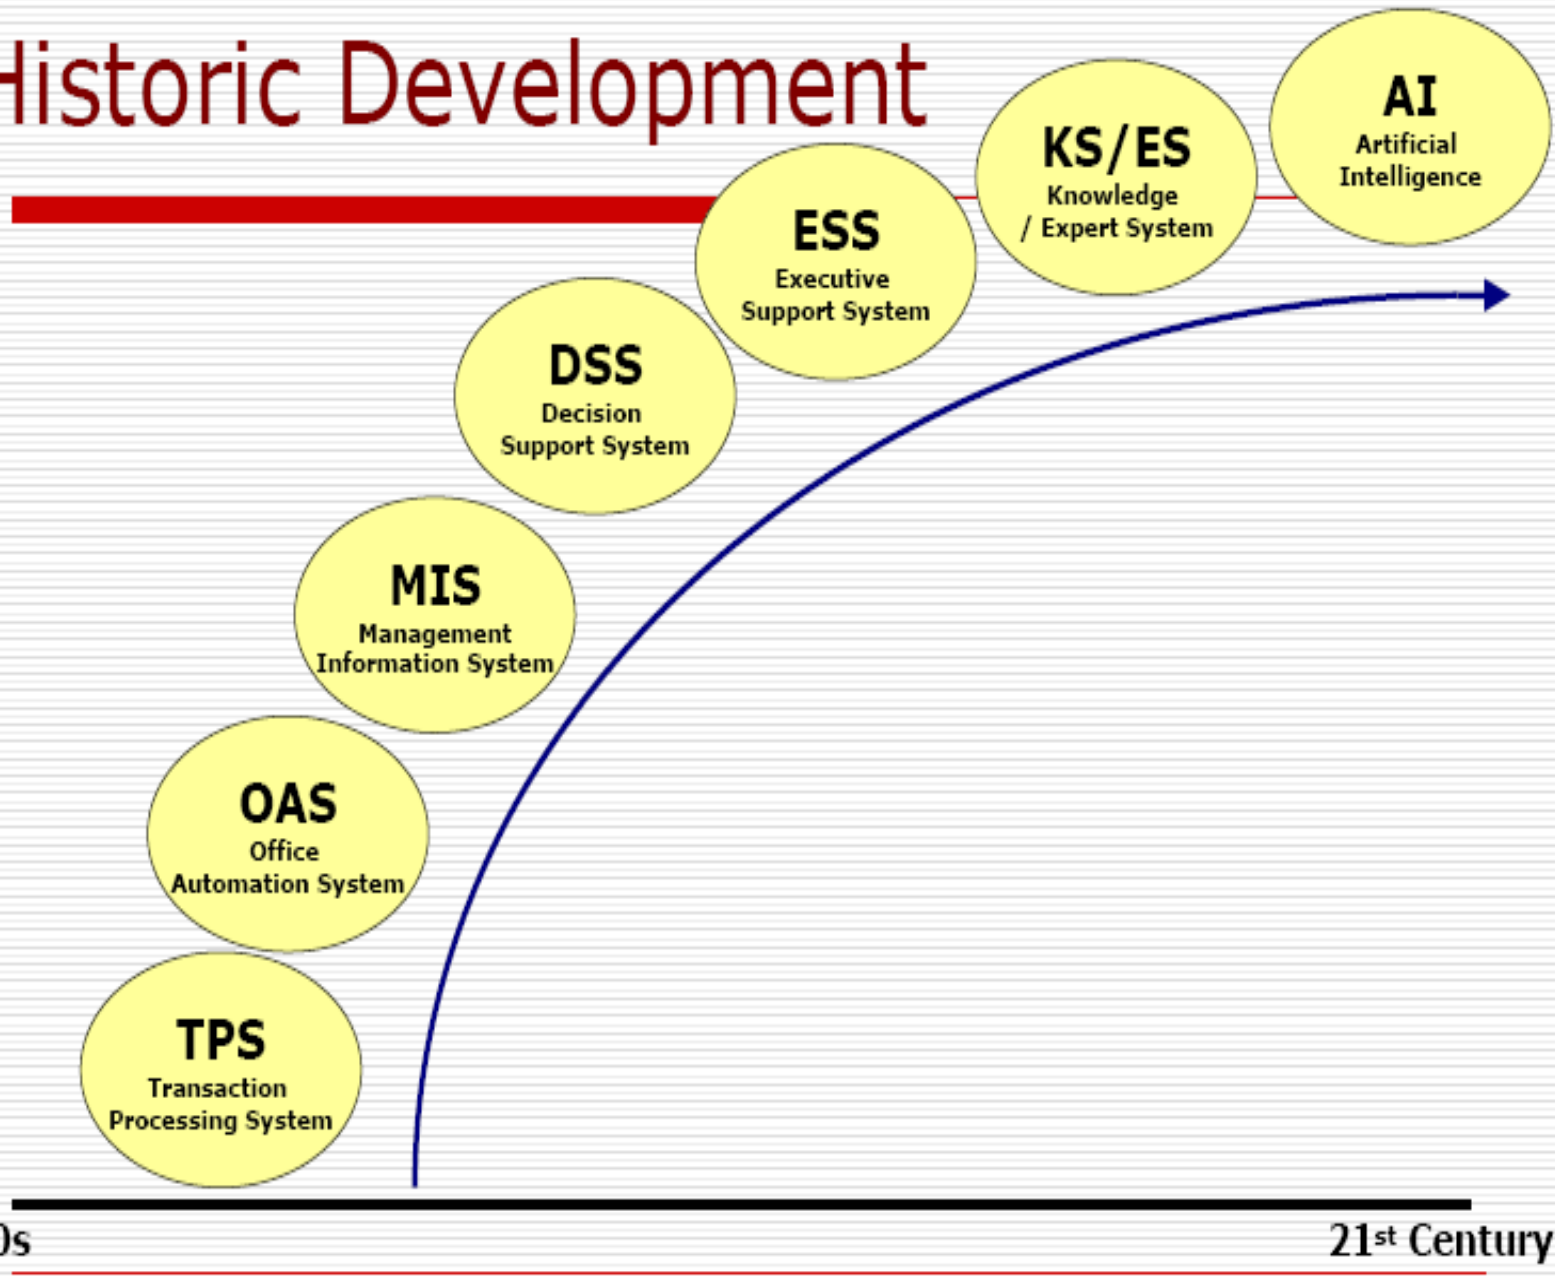 Historic Development
AI
Artificial
Intelligence
KS/ES
Knowledge
/ Expert System
ESS
Executive
Support System
DSS
Decision
Support System
MIS
Management
Information System
OAS
Office
Automation System
TPS
Transaction
Processing System
0s
21st Century